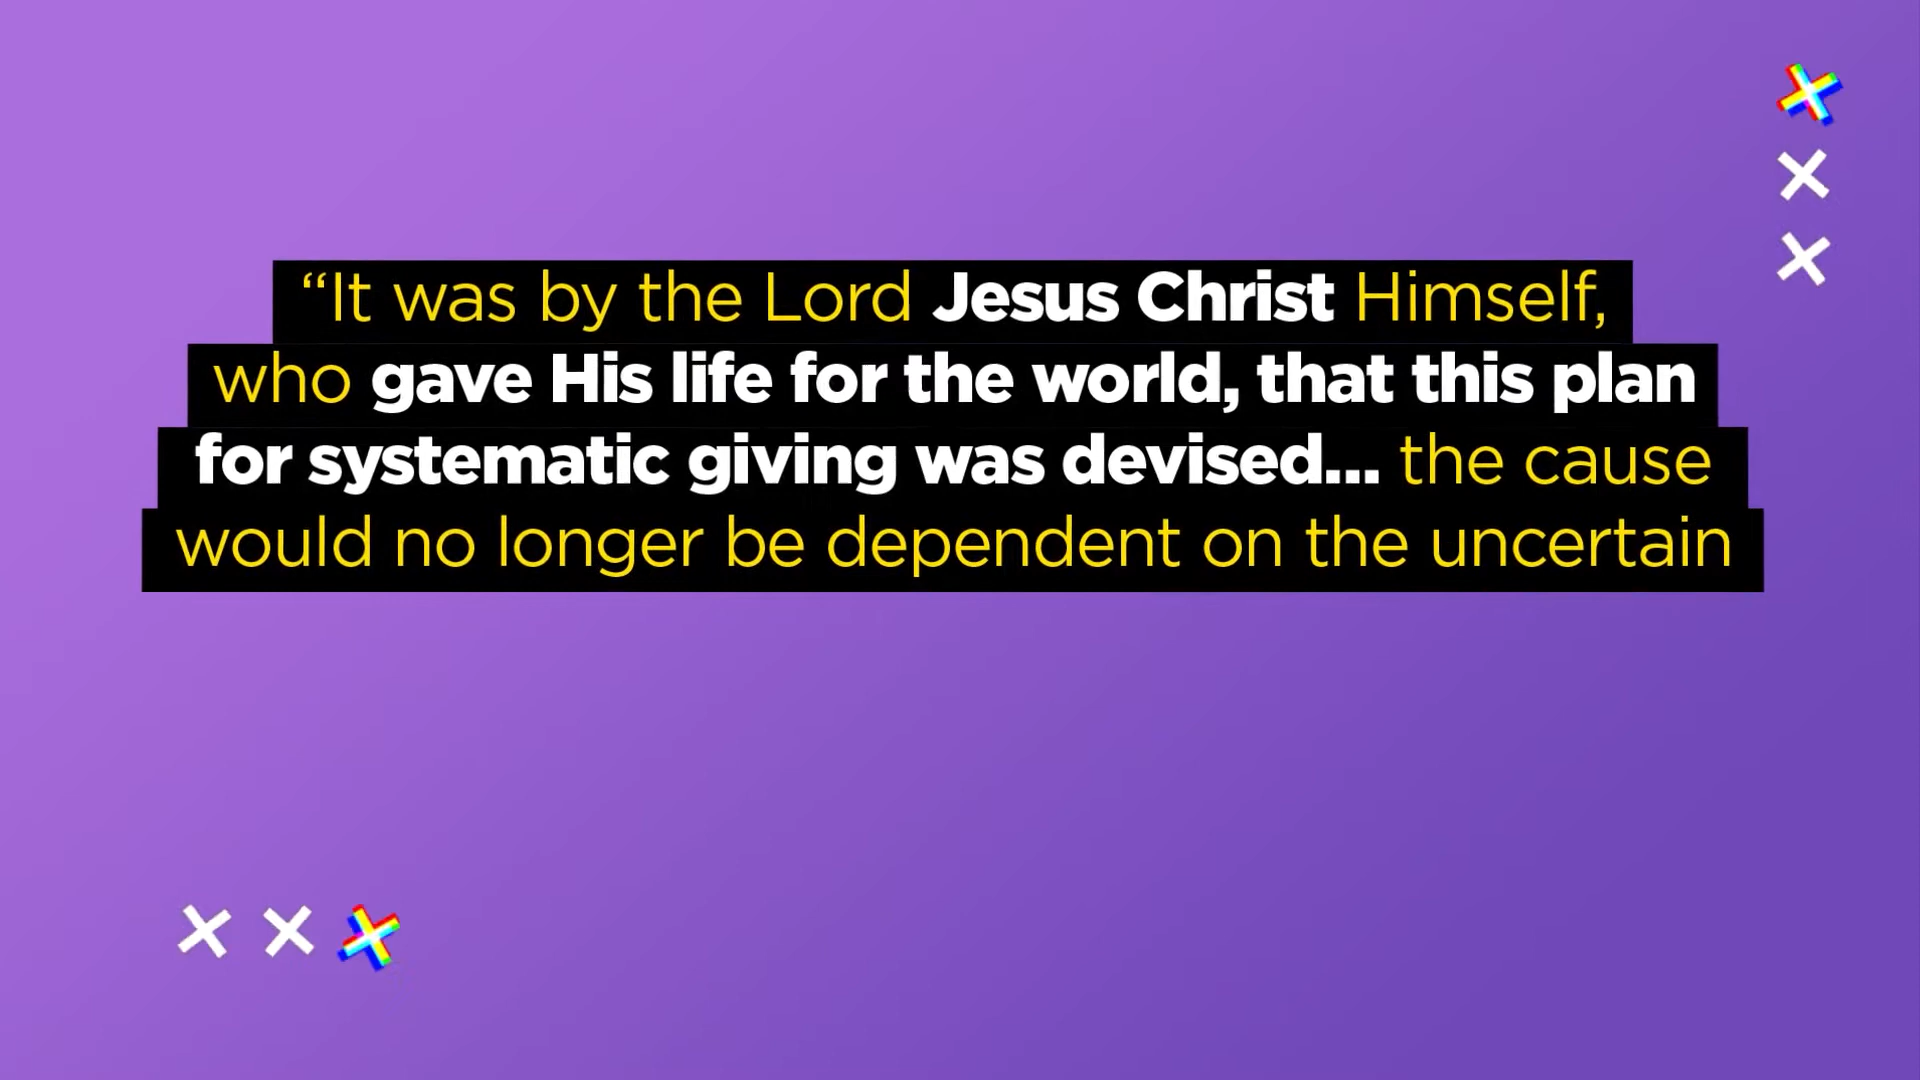 “It was by the Lord Jesus Christ Himself,
who gave His life for the world, that this plan
for systematic giving was devised... the cause
would no longer be dependent on the uncertain